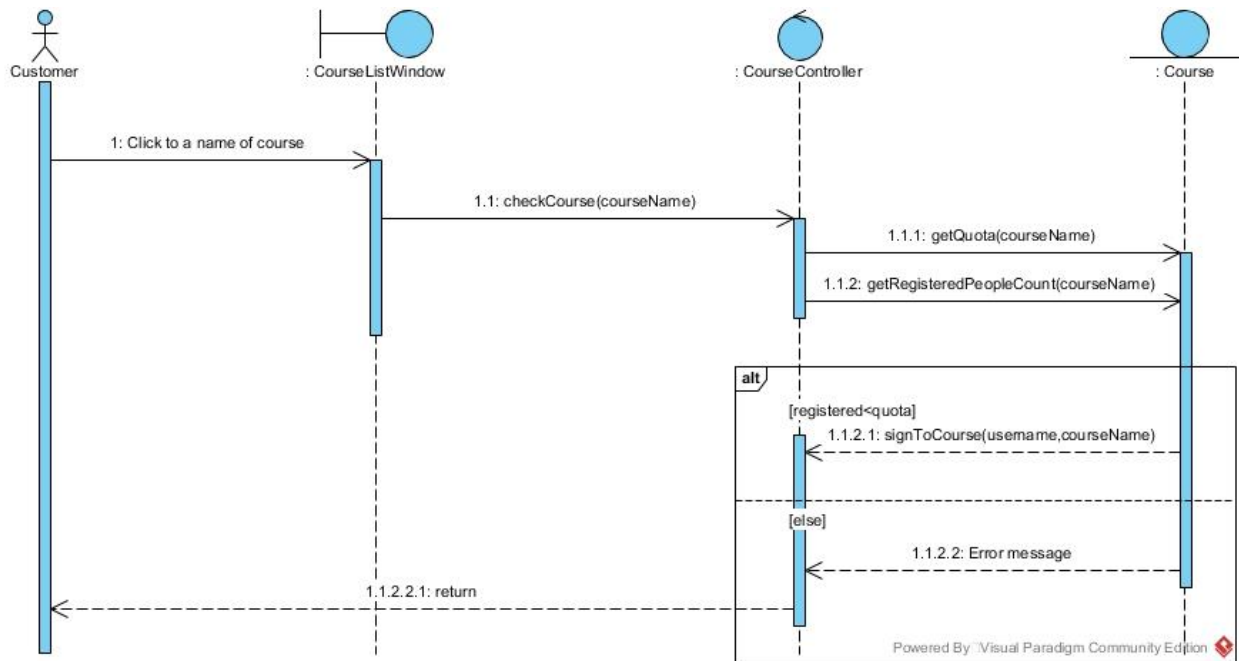 Customer
: CourseListWindow
: CourseController
: Course
1: Click to a name of course
1.1: checkCourse(courseName)
1.1.1: getQuota(courseName)
1.1.2: getRegisteredPeopleCount(courseName)
alt
[registered<quota]
1.1.2.1: signToCourse(username,courseName)
[else]
1.1.2.2: Error message
1.1.2.2.1: return
Powered By Visual Paradigm Community Edition